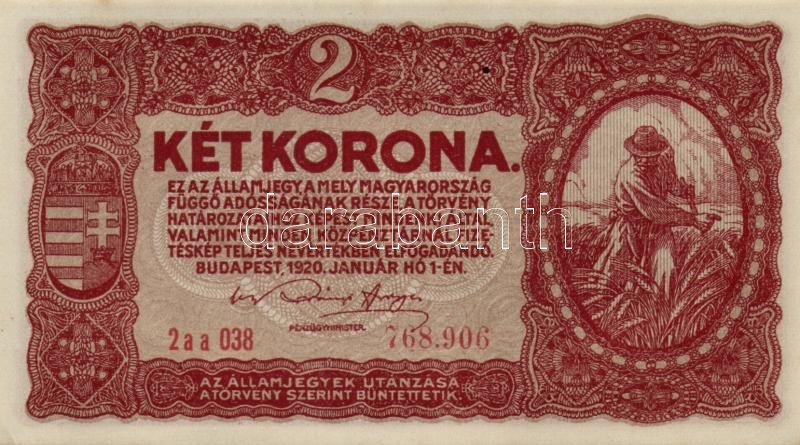 2
KÉT KORONA.
EZ AZ ÁLLAMJEGY A MELY MAGYARORSZÁG
FÜGGŐ ADÓSSÁGÁNAK RÉSZE, A TÖRVÉNY
VALAMINT MINDEN KÖZPÉNZTÁRNÁL FIZE-
TÉSKÉP TELJES NÉVÉRTÉKBEN ELFOGADANDÓ.
BUDAPEST, 1920. JANUÁR HÓ 1-ÉN.
PÉNZÜGYMINISTER.
2 a a 038 768.906
AZ ÁLLAMJEGYEK UTÁNZÁSA
A TÖRVÉNY SZERINT BÜNTETTETIK.
darabanth